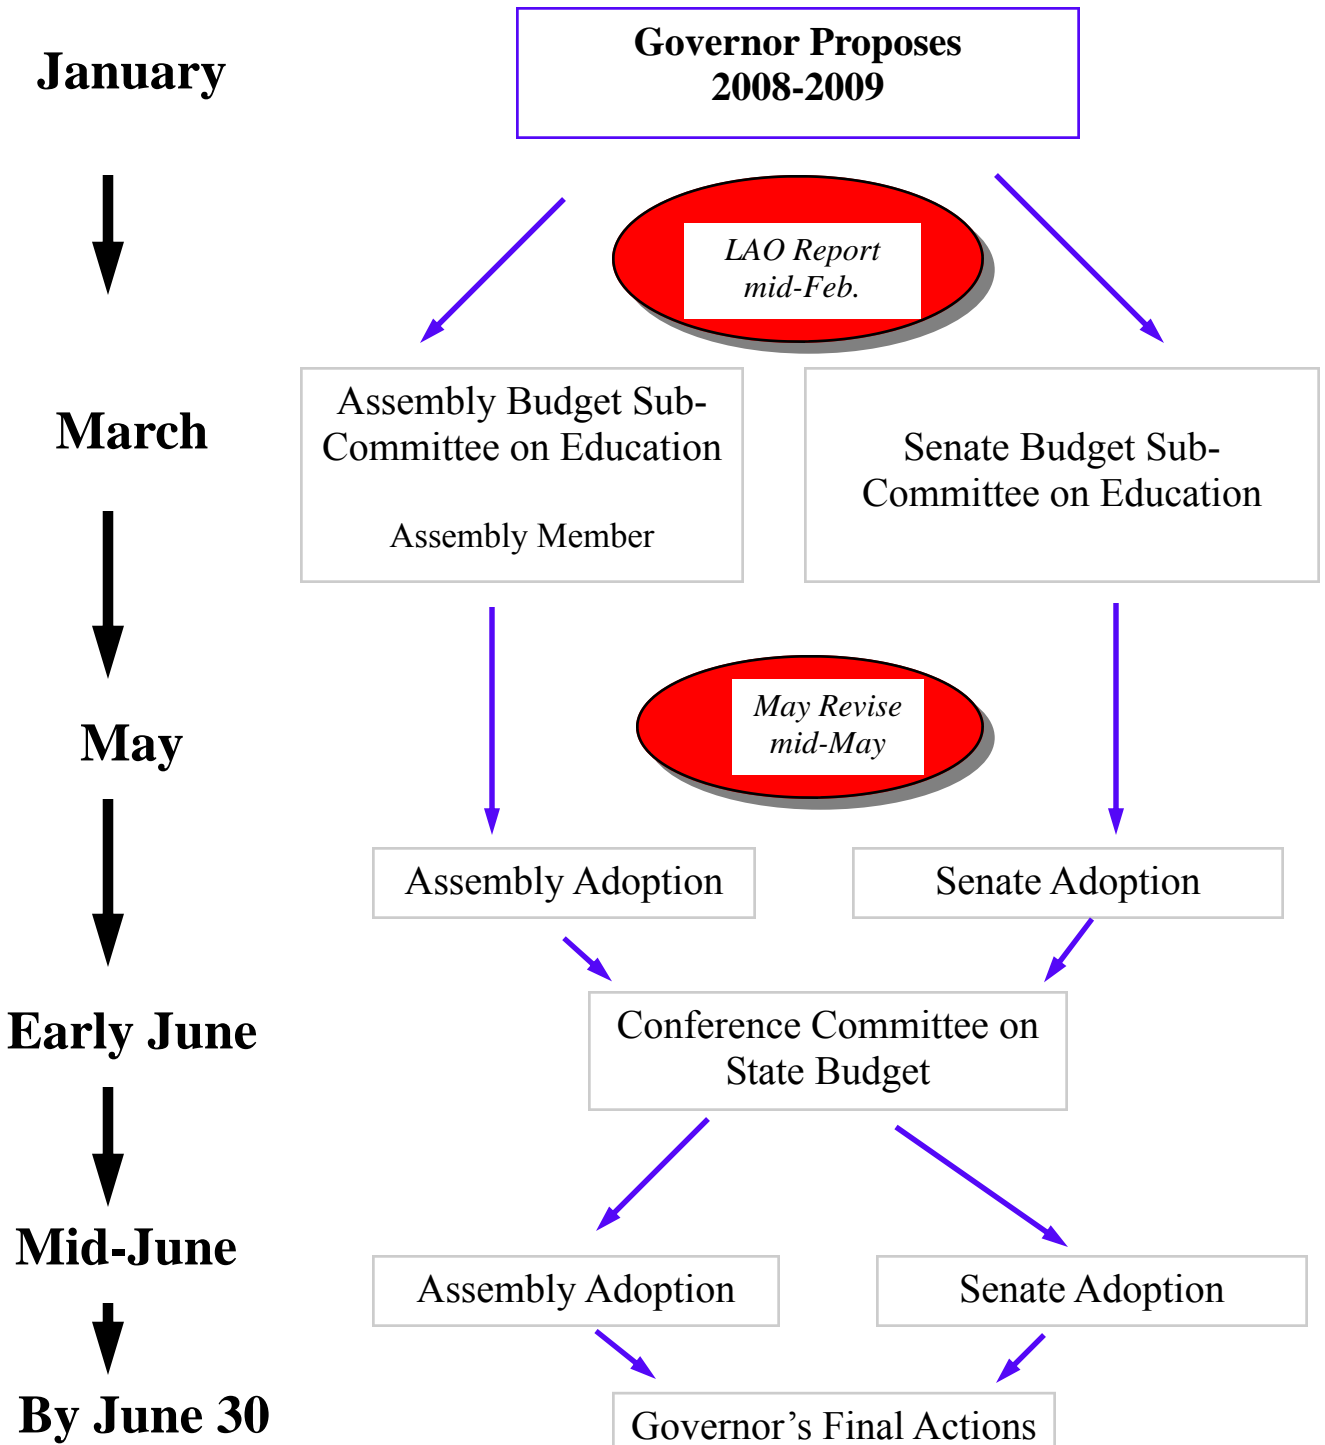 January
Governor Proposes
2008-2009
LAO Report
mid-Feb.
March
Assembly Budget Sub-
Committee on Education
Assembly Member
Senate Budget Sub-
Committee on Education
May
May Revise
mid-May
Assembly Adoption
Senate Adoption
Early June
Conference Committee on
State Budget
Mid-June
Assembly Adoption
Senate Adoption
By June 30
Governor’s Final Actions